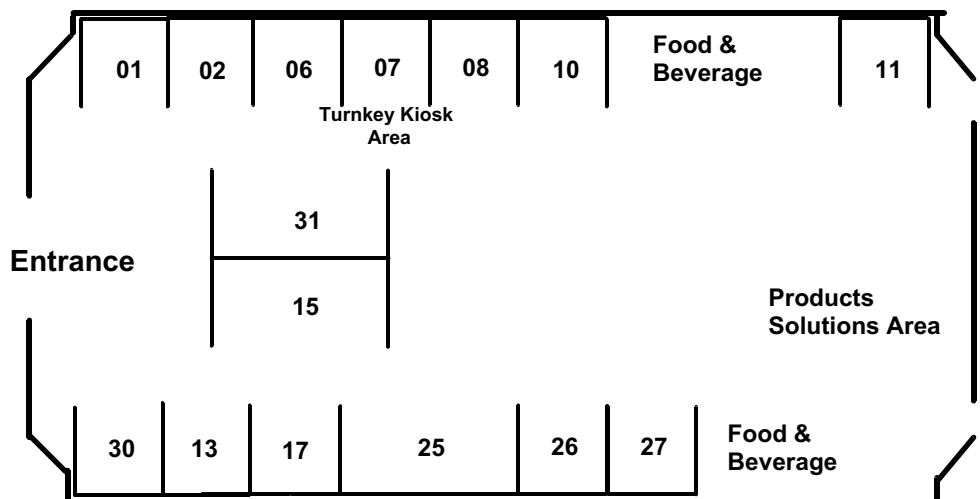 01 02 06 07 08 10 Food & 11
Beverage
Turnkey Kiosk
Area
31
Entrance
15
Products
Solutions Area
30 13 17 25 26 27 Food &
Beverage